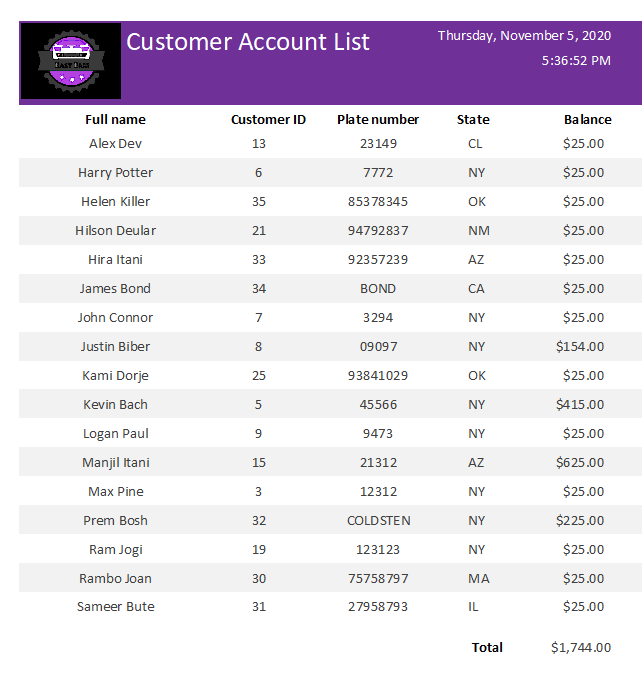 Customer Account List
Thursday, November 5, 2020
5:36:52 PM
Full name Customer ID Plate number State Balance
Alex Dev 13 23149 CL $25.00
Harry Potter 6 7772 NY $25.00
Helen Killer 35 85378345 OK $25.00
Hilson Deular 21 94792837 NM $25.00
Hira Itani 33 92357239 AZ $25.00
James Bond 34 BOND CA $25.00
John Connor 7 3294 NY $25.00
Justin Biber 8 09097 NY $154.00
Kami Dorje 25 93841029 OK $25.00
Kevin Bach 5 45566 NY $415.00
Logan Paul 9 9473 NY $25.00
Manjil Itani 15 21312 AZ $625.00
Max Pine 3 12312 NY $25.00
Prem Bosh 32 COLDSTEN NY $225.00
Ram Jogi 19 123123 NY $25.00
Rambo Joan 30 75758797 MA $25.00
Sameer Bute 31 27958793 IL $25.00
Total $1,744.00